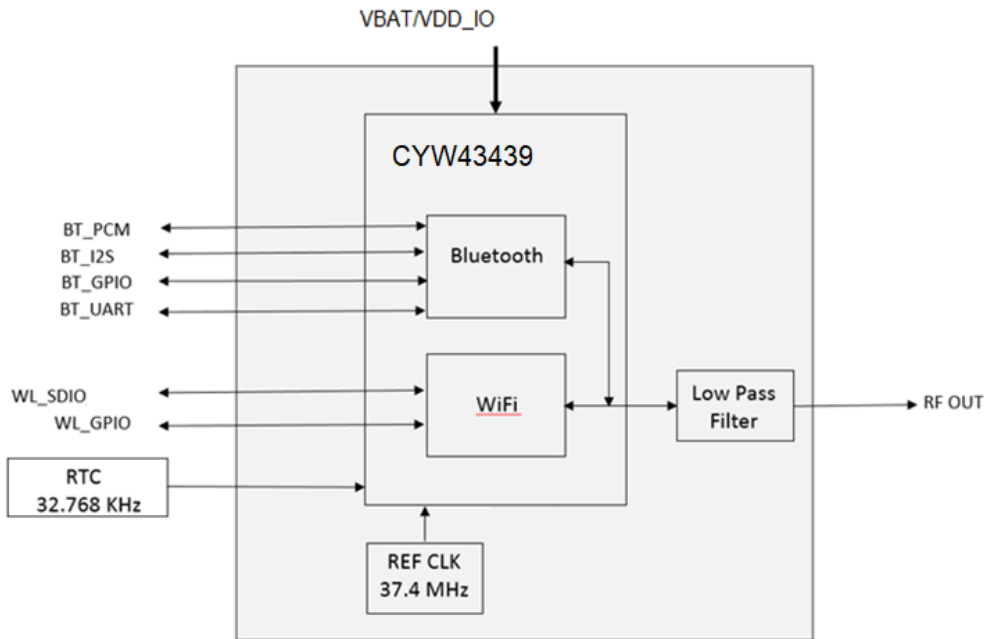 VBAT/VDD_IO
CYW43439
BT_PCM
BT_I2S
BT_GPIO
BT_UART
Bluetooth
WL_SDIO
WL_GPIO
WiFi
Low Pass
Filter
RF OUT
RTC
32.768 KHz
REF CLK
37.4 MHz